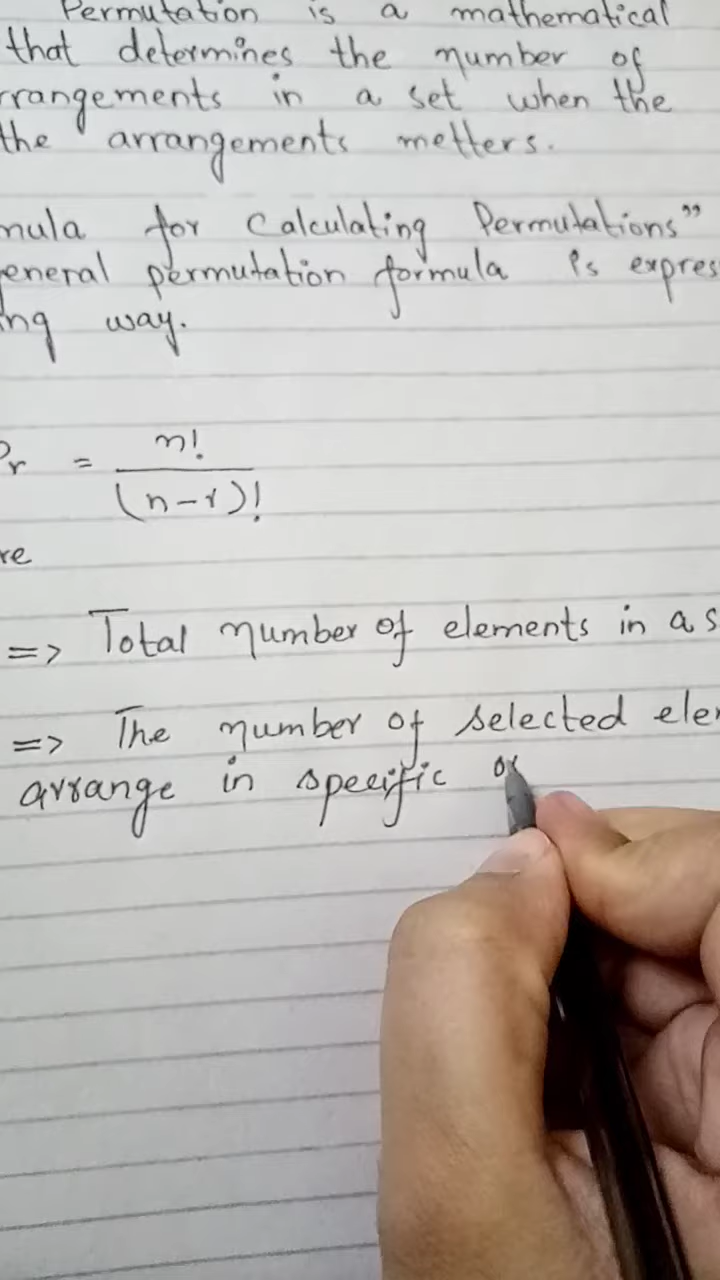 Permutation is a mathematical
that determines the number of
rrangements in a set when the
the arrangements metters.
mula for Calculating Permutations”
eneral permutation formula is expres
ing way.
Pr = n!
(n-r)!
re
=> Total number of elements in a s
=> The number of selected ele
arrange in specific or